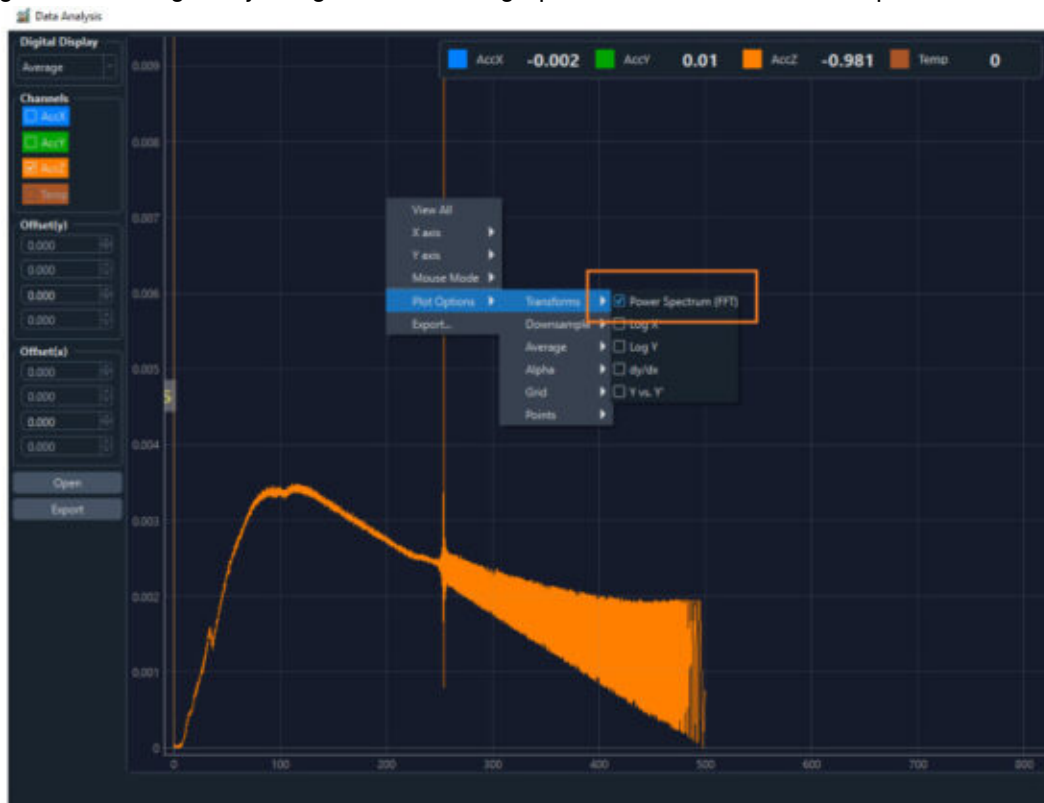 Data Analysis
Digital Display
Average
AccX -0.002 AccY 0.01 AccZ -0.981 Temp 0
Channels
AccX
AccY
AccZ
Temp
Offset(y)
0.000
0.000
0.000
0.000
Offset(x)
0.000
0.000
0.000
0.000
Open
Export
0.009
0.008
0.007
0.006
0.005
0.004
0.003
0.002
0.001
0
View All
X axis
Y axis
Mouse Mode
Plot Options
Export...
Transforms
Downsample
Average
Alpha
Grid
Points
Power Spectrum (FFT)
Log X
Log Y
dy/dx
Y vs. Y'
0 100 200 300 400 500 600 700 800